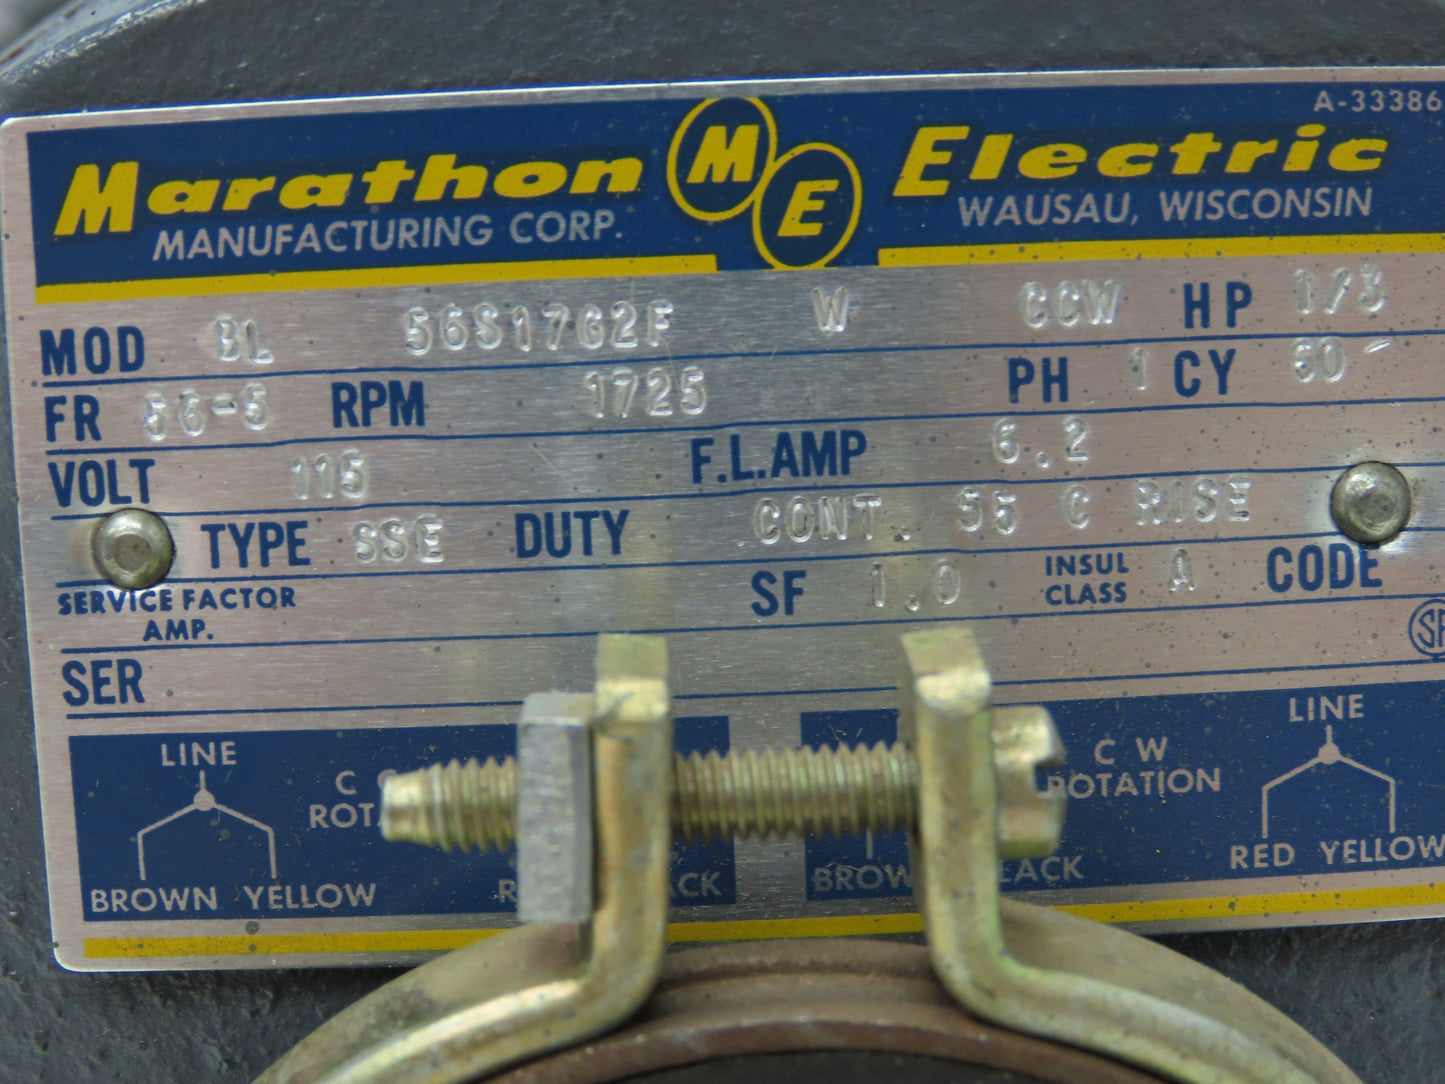 A-33386
Marathon ME Electric
MANUFACTURING CORP. WAUSAU, WISCONSIN
MOD BL 56S17G2F W CCW HP 1/3
FR 56-5 RPM 1725 PH 1 CY 60-
VOLT 115 F.L.AMP 6.2
TYPE SSE DUTY CONT. 55 C RISE
SERVICE FACTOR AMP. SF 1.0 INSUL CLASS A CODE
SER
LINE
BROWN YELLOW
C W
ROTATION
LINE
RED YELLOW